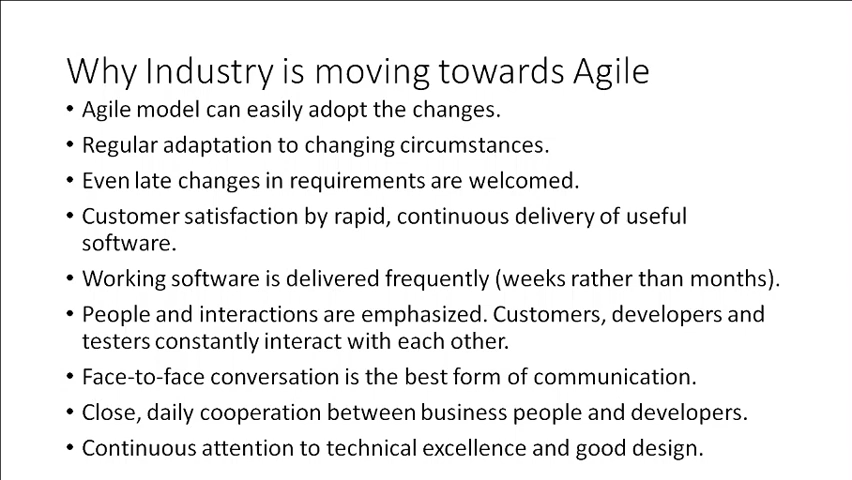 Why Industry is moving towards Agile
• Agile model can easily adopt the changes.
• Regular adaptation to changing circumstances.
• Even late changes in requirements are welcomed.
• Customer satisfaction by rapid, continuous delivery of useful
software.
• Working software is delivered frequently (weeks rather than months).
• People and interactions are emphasized. Customers, developers and
testers constantly interact with each other.
• Face-to-face conversation is the best form of communication.
• Close, daily cooperation between business people and developers.
• Continuous attention to technical excellence and good design.